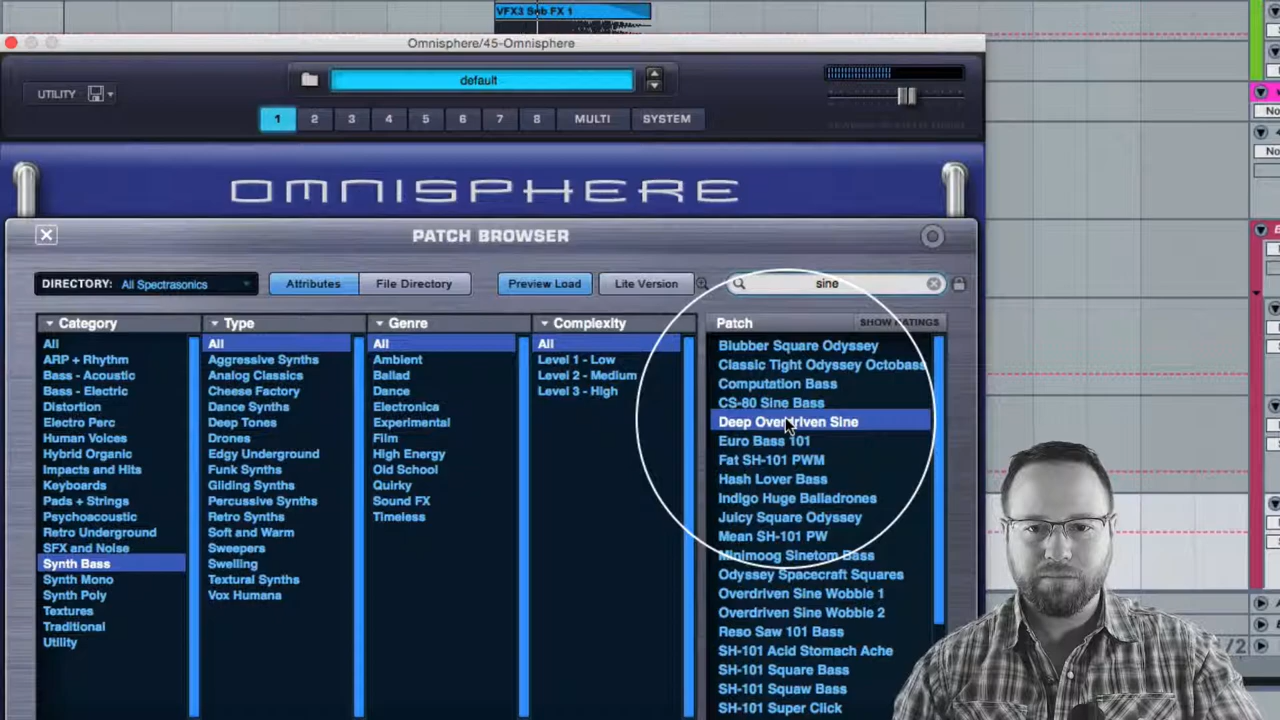 VFX3 Sub FX 1
Omnisphere/45-Omnisphere
UTILITY
default
1 2 3 4 5 6 7 8 MULTI SYSTEM
No
OMNISPHERE
No
PATCH BROWSER
DIRECTORY: All Spectrasonics
Attributes
File Directory
Preview Load
Lite Version
sine
Category
All
ARP + Rhythm
Bass - Acoustic
Bass - Electric
Distortion
Electro Perc
Human Voices
Hybrid Organic
Impacts and Hits
Keyboards
Pads + Strings
Psychoacoustic
Retro Underground
SFX and Noise
Synth Bass
Synth Mono
Synth Poly
Textures
Traditional
Utility
Type
All
Aggressive Synths
Analog Classics
Cheese Factory
Dance Synths
Deep Tones
Drones
Edgy Underground
Funk Synths
Gliding Synths
Percussive Synths
Retro Synths
Soft and Warm
Sweepers
Swelling
Textural Synths
Vox Humana
Genre
All
Ambient
Ballad
Dance
Electronica
Experimental
Film
High Energy
Old School
Quirky
Sound FX
Timeless
Complexity
All
Level 1 - Low
Level 2 - Medium
Level 3 - High
Patch
SHOW RATINGS
Blubber Square Odyssey
Classic Tight Odyssey Octobass
Computation Bass
CS-80 Sine Bass
Deep Overdriven Sine
Euro Bass 101
Fat SH-101 PWM
Hash Lover Bass
Indigo Huge Balladrones
Juicy Square Odyssey
Mean SH-101 PW
Minimoog Sinetom Bass
Odyssey Spacecraft Squares
Overdriven Sine Wobble 1
Overdriven Sine Wobble 2
Reso Saw 101 Bass
SH-101 Acid Stomach Ache
SH-101 Square Bass
SH-101 Squaw Bass
SH-101 Super Click
1/2